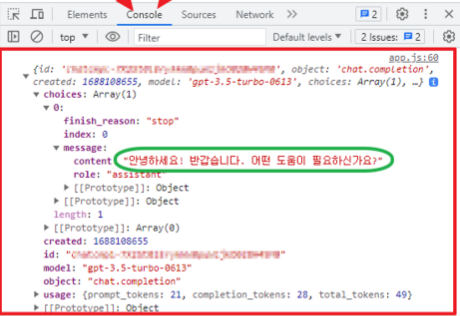 Elements Console Sources Network » 2
top ▼ Filter Default levels ▼ 2 Issues: 2
app.js:60
{id: ' ', object: 'chat.completion',
created: 1688108655, model: 'gpt-3.5-turbo-0613', choices: Array(1), …}
▼ choices: Array(1)
▼ 0:
finish_reason: "stop"
index: 0
▼ message:
content: "안녕하세요! 반갑습니다. 어떤 도움이 필요하신가요?"
role: "assistant"
▶ [[Prototype]]: Object
▶ [[Prototype]]: Object
length: 1
▶ [[Prototype]]: Array(0)
created: 1688108655
id: "
model: "gpt-3.5-turbo-0613"
object: "chat.completion"
▶ usage: {prompt_tokens: 21, completion_tokens: 28, total_tokens: 49}
▶ [[Prototype]]: Object